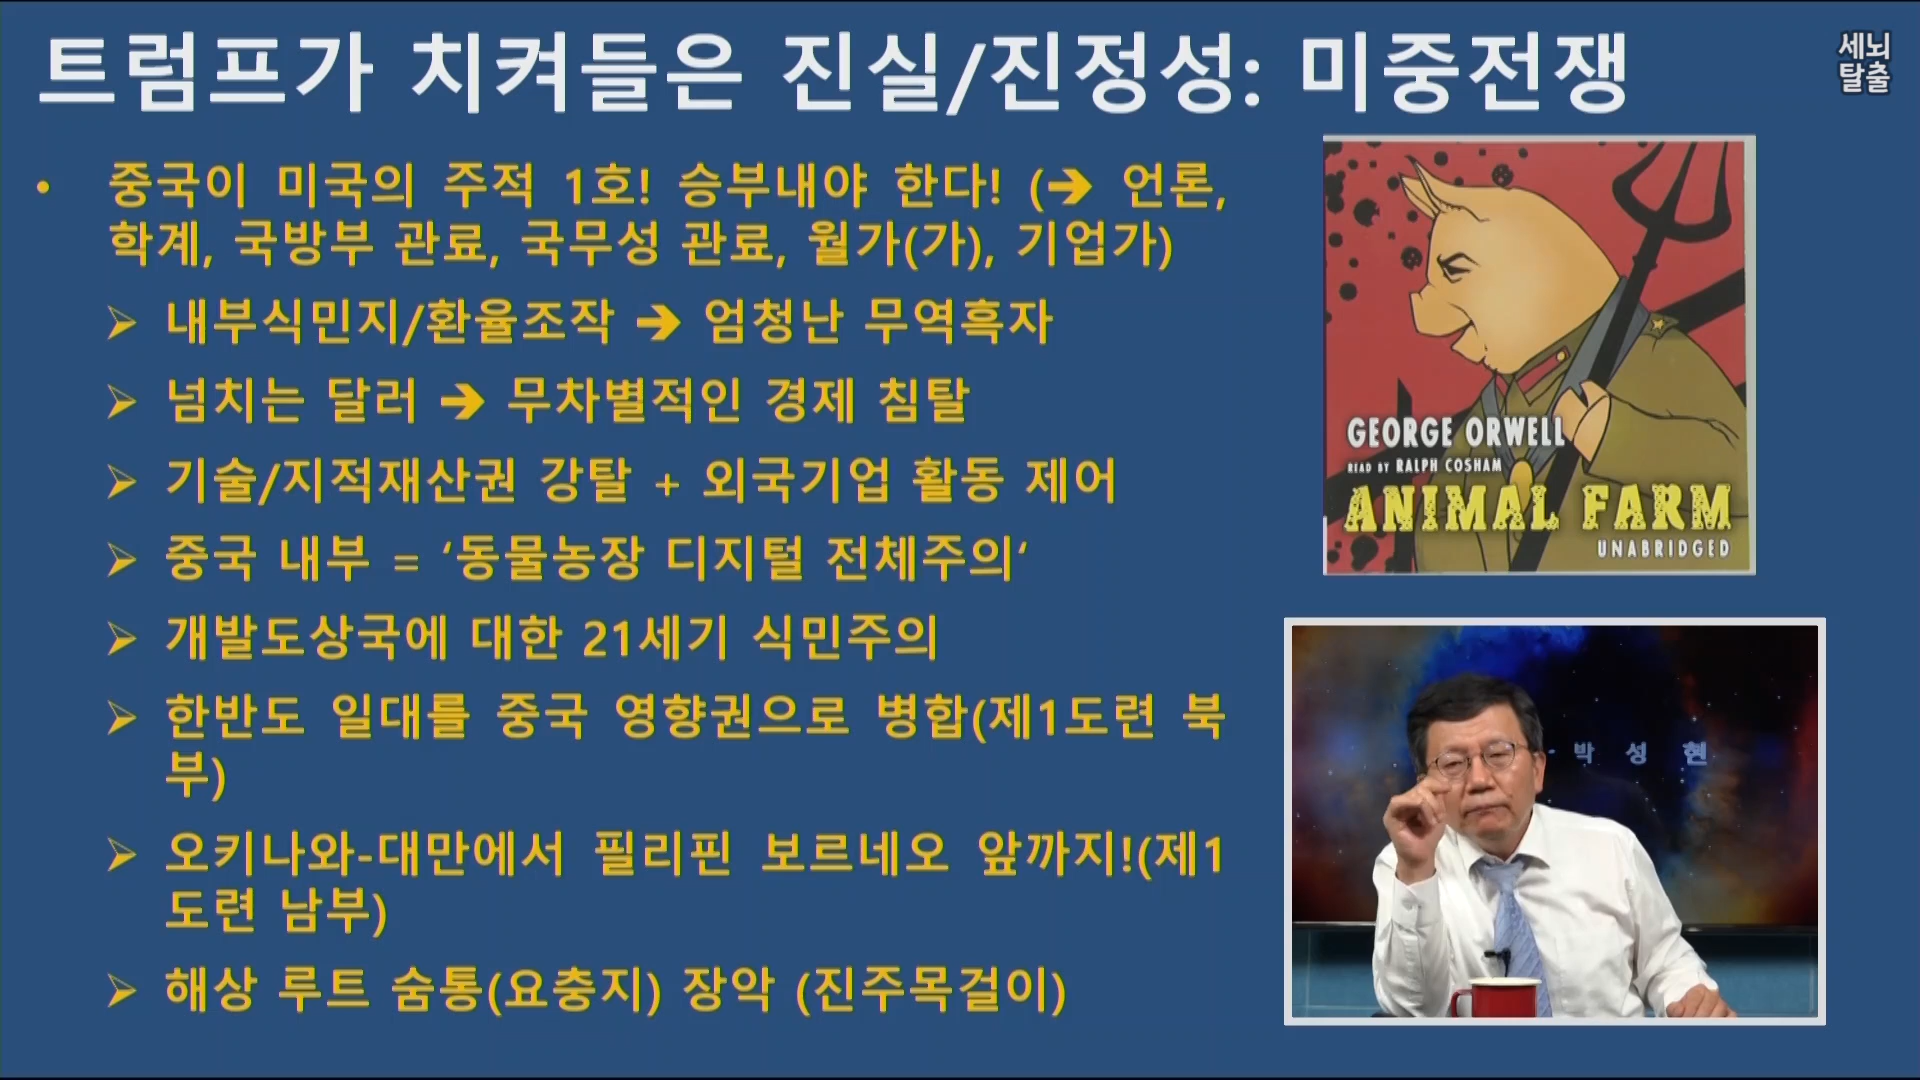 트럼프가 치켜들은 진실/진정성: 미중전쟁
세뇌
탈출
• 중국이 미국의 주적 1호! 승부내야 한다! (➔ 언론,
학계, 국방부 관료, 국무성 관료, 월가(가), 기업가)
➢ 내부식민지/환율조작 ➔ 엄청난 무역흑자
➢ 넘치는 달러 ➔ 무차별적인 경제 침탈
➢ 기술/지적재산권 강탈 + 외국기업 활동 제어
➢ 중국 내부 = ‘동물농장 디지털 전체주의‘
➢ 개발도상국에 대한 21세기 식민주의
➢ 한반도 일대를 중국 영향권으로 병합(제1도련 북
부)
➢ 오키나와-대만에서 필리핀 보르네오 앞까지!(제1
도련 남부)
➢ 해상 루트 숨통(요충지) 장악 (진주목걸이)
GEORGE ORWELL
READ BY RALPH COSHAM
ANIMAL FARM
UNABRIDGED
박 성 현